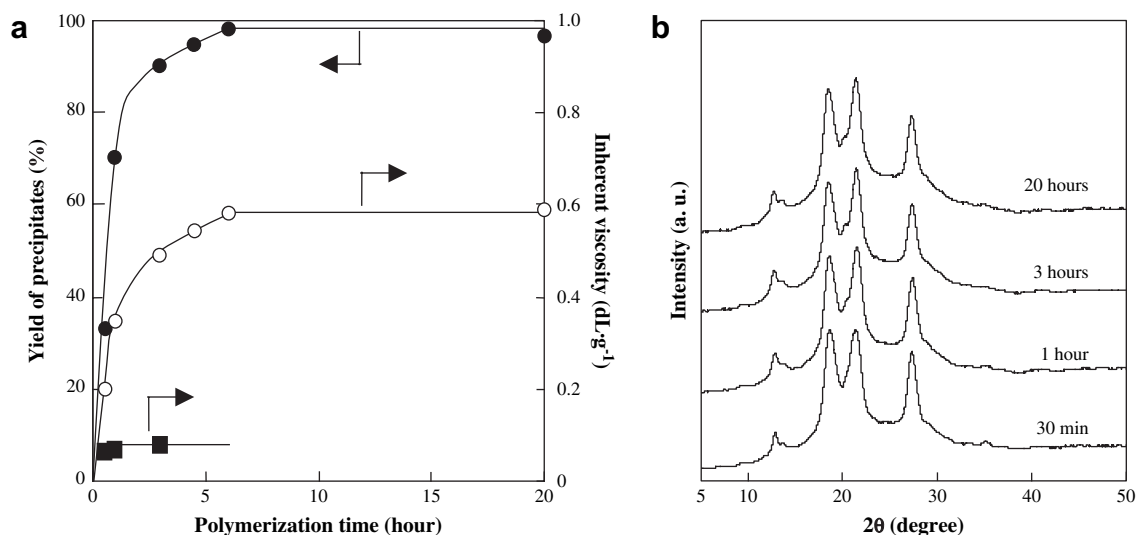 a
100
80
60
40
20
0
Yield of precipitates (%)
0
5
10
15
20
Polymerization time (hour)
1.0
0.8
0.6
0.4
0.2
0
Inherent viscosity (dL·g-1)
b
Intensity (a. u.)
20 hours
3 hours
1 hour
30 min
5
10
20
30
40
50
2θ (degree)